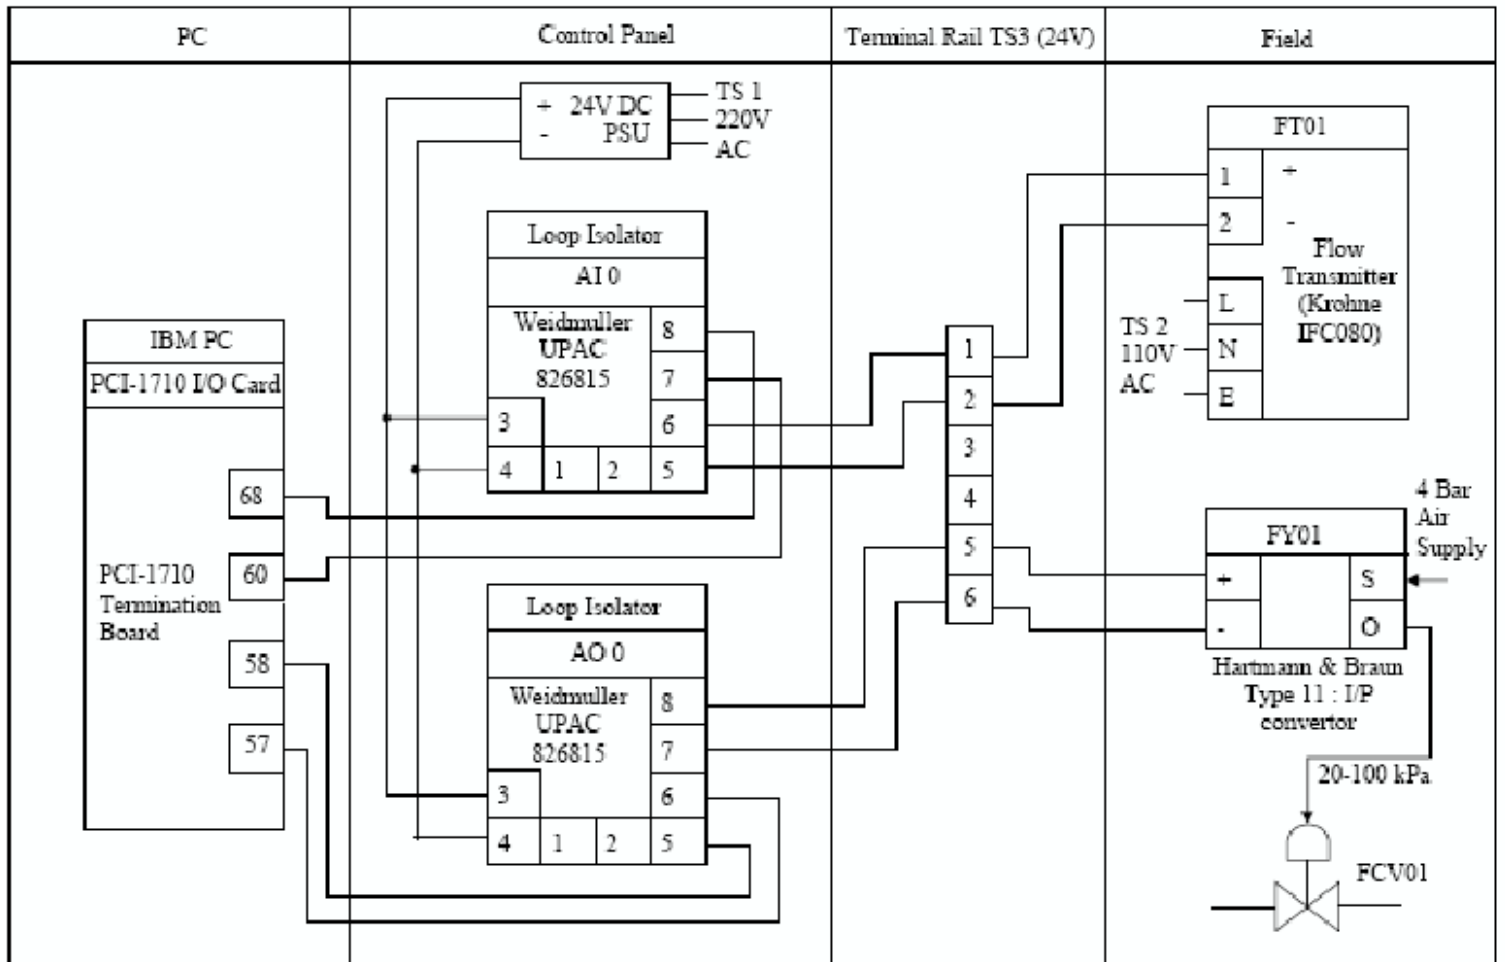 PC
Control Panel
Terminal Rail TS3 (24V)
Field
+ 24V DC
- PSU
TS 1
220V
AC
Loop Isolator
AI 0
Weidmuller
UPAC
826815
8
7
3
6
4
1
2
5
IBM PC
PCI-1710 I/O Card
68
60
PCI-1710
Termination
Board
58
57
Loop Isolator
AO 0
Weidmuller
UPAC
826815
8
7
3
6
4
1
2
5
1
2
3
4
5
6
FT01
1 +
2 -
Flow
Transmitter
(Krohne
IFC080)
L
N
E
TS 2
110V
AC
4 Bar
Air
Supply
FY01
+ S
- O
Hartmann & Braun
Type 11 : I/P
convertor
20-100 kPa
FCV01